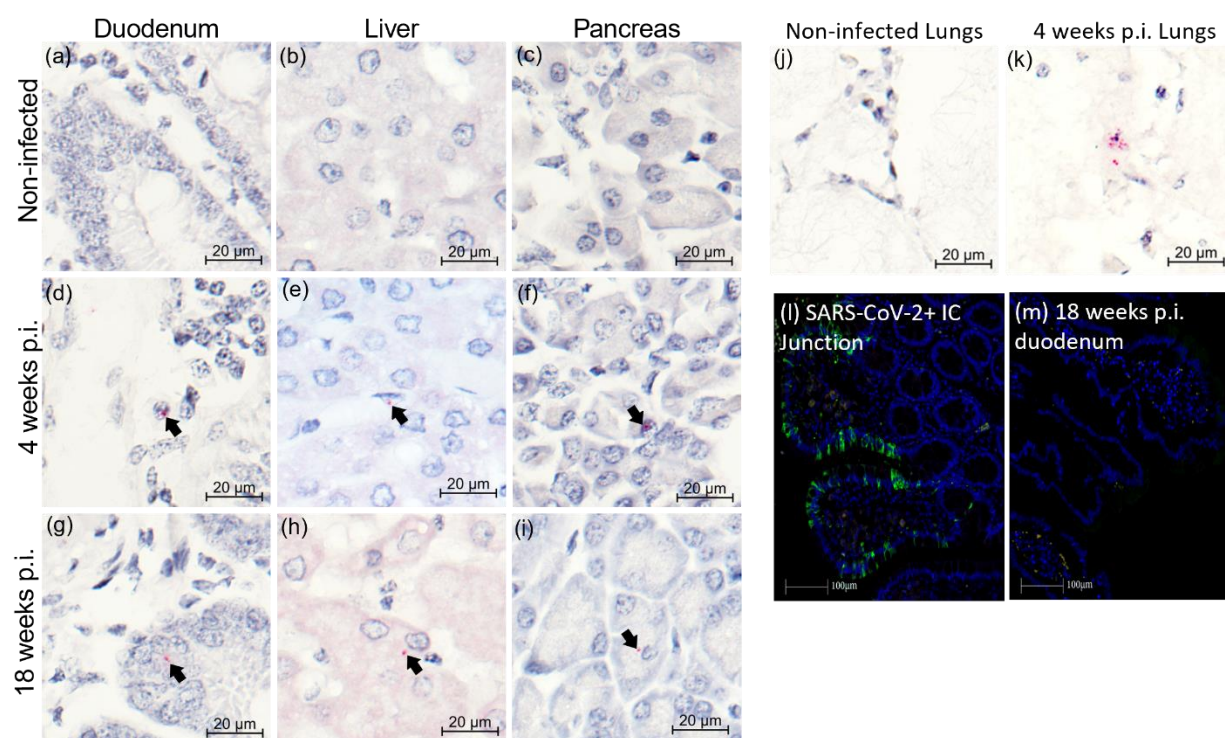 Duodenum Liver Pancreas
Non-infected
(a) (b) (c)
20 µm 20 µm 20 µm
4 weeks p.i.
(d) (e) (f)
20 µm 20 µm 20 µm
18 weeks p.i.
(g) (h) (i)
20 µm 20 µm 20 µm
Non-infected Lungs 4 weeks p.i. Lungs
(j) (k)
20 µm 20 µm
(l) SARS-CoV-2+ IC
Junction
100µm
(m) 18 weeks p.i.
duodenum
100µm